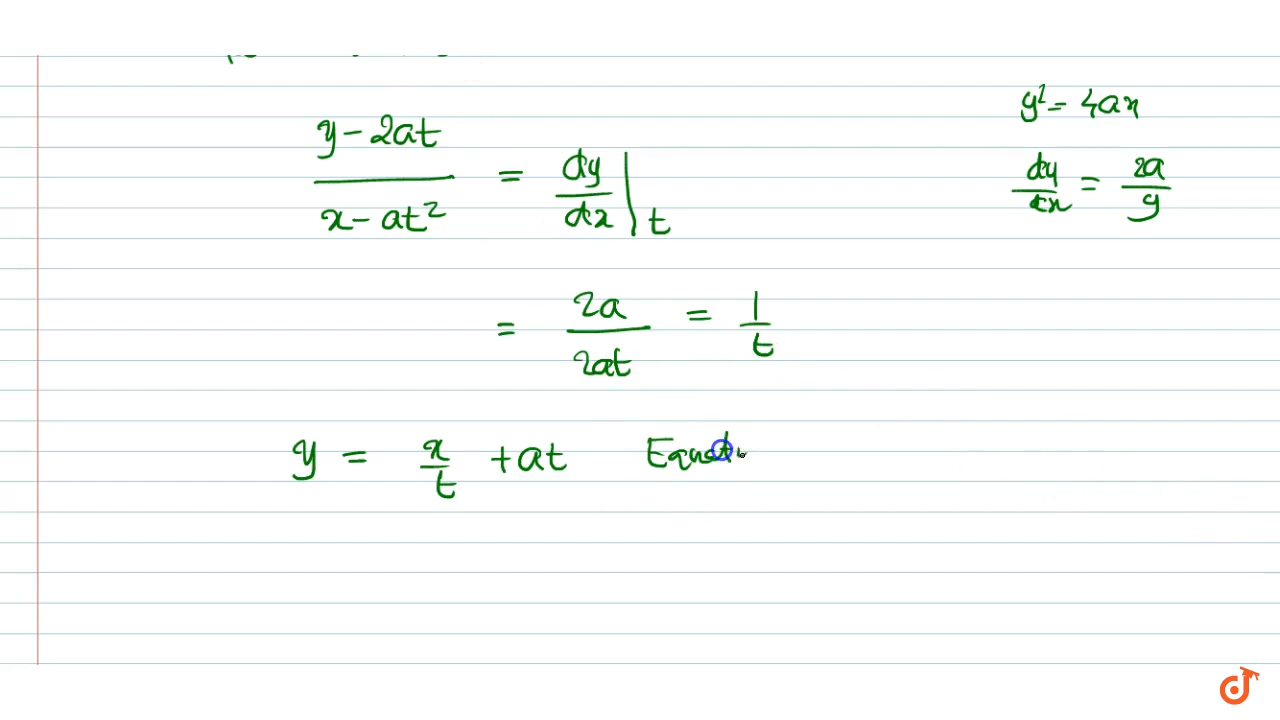 y² = 4ax
y - 2at / x - at² = dy/dx |t
dy/dx = 2a/y
= 2a/2at = 1/t
y = x/t + at Equat